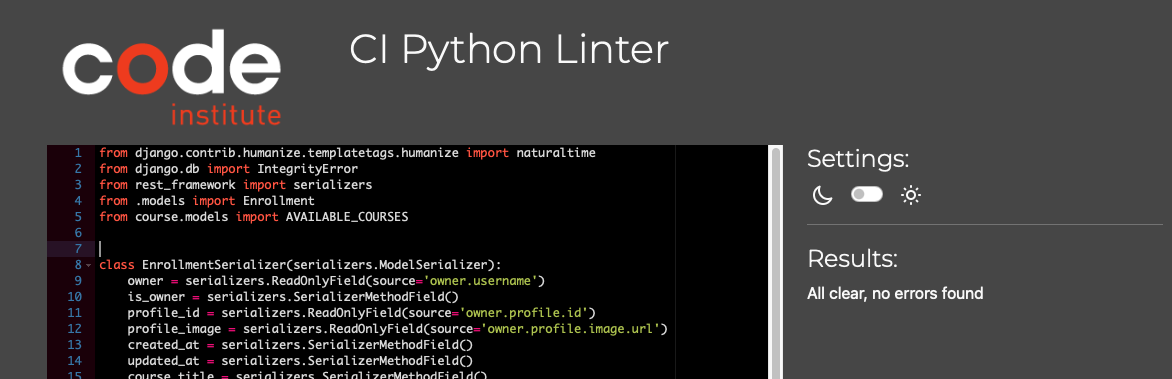 code
institute
CI Python Linter
1 from django.contrib.humanize.templatetags.humanize import naturaltime
2 from django.db import IntegrityError
3 from rest_framework import serializers
4 from .models import Enrollment
5 from course.models import AVAILABLE_COURSES
6
7
8 class EnrollmentSerializer(serializers.ModelSerializer):
9 owner = serializers.ReadOnlyField(source='owner.username')
10 is_owner = serializers.SerializerMethodField()
11 profile_id = serializers.ReadOnlyField(source='owner.profile.id')
12 profile_image = serializers.ReadOnlyField(source='owner.profile.image.url')
13 created_at = serializers.SerializerMethodField()
14 updated_at = serializers.SerializerMethodField()
15 course_title = serializers.SerializerMethodField()
Settings:
Results:
All clear, no errors found